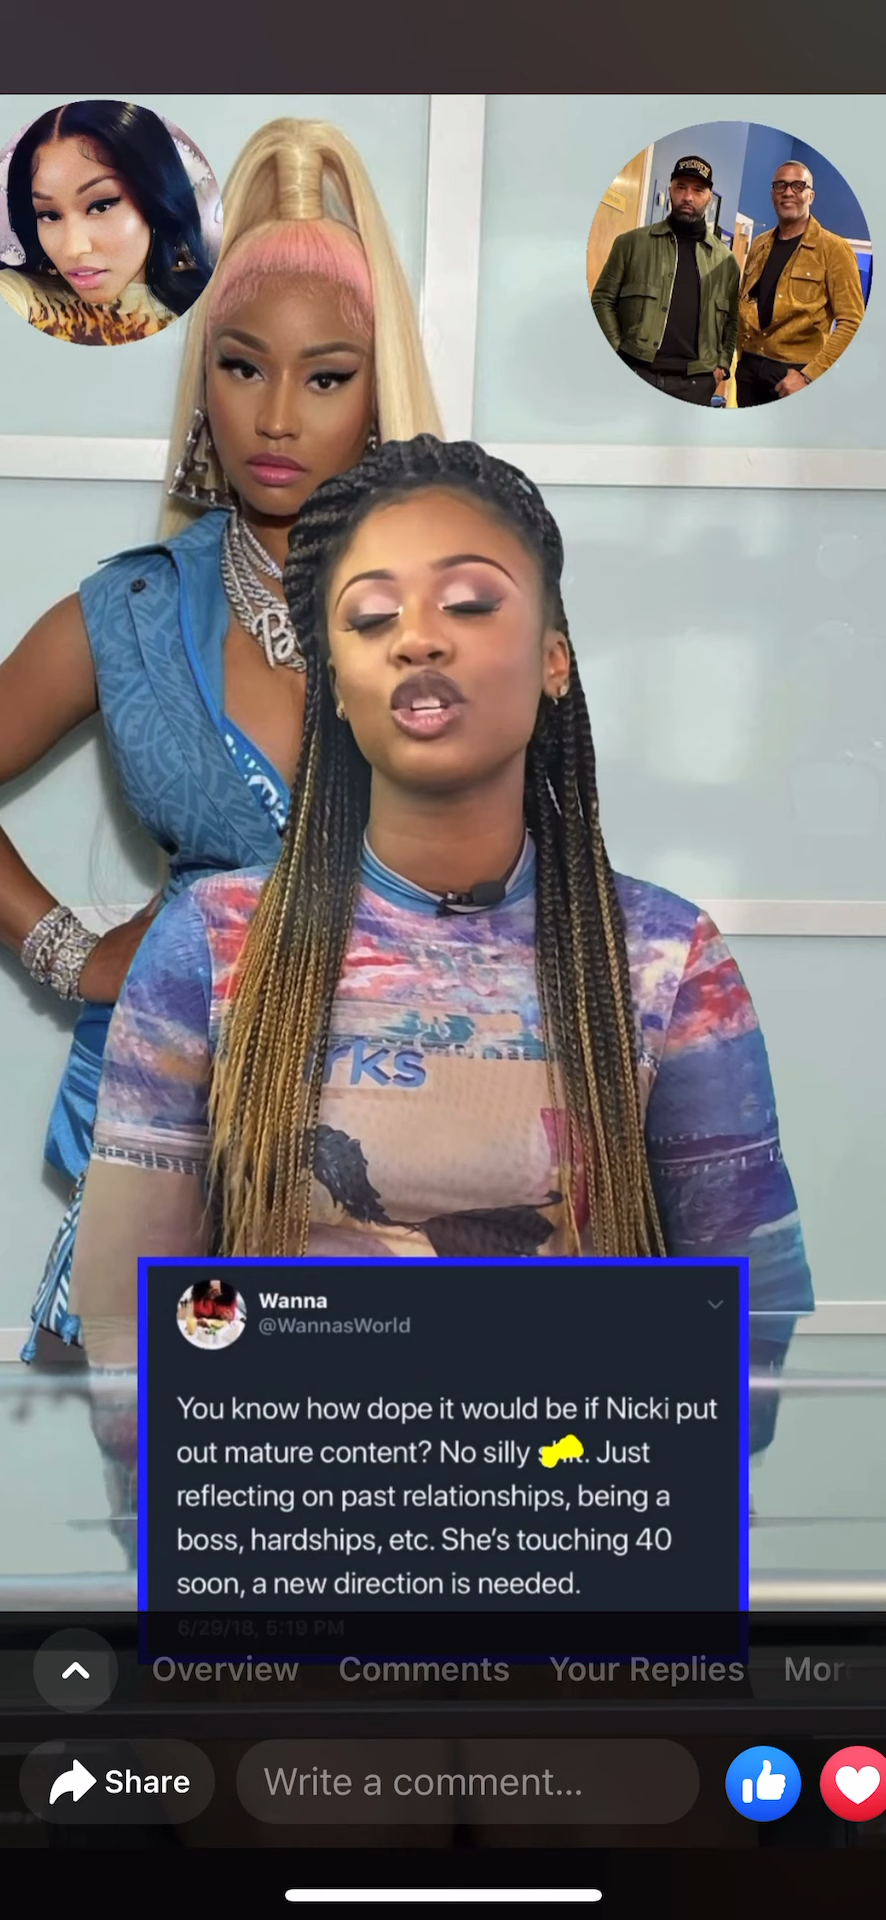 rks
Wanna
@WannasWorld
You know how dope it would be if Nicki put
out mature content? No silly . Just
reflecting on past relationships, being a
boss, hardships, etc. She's touching 40
soon, a new direction is needed.
6/29/18, 5:19 PM
Overview Comments Your Replies Mor
Share Write a comment...